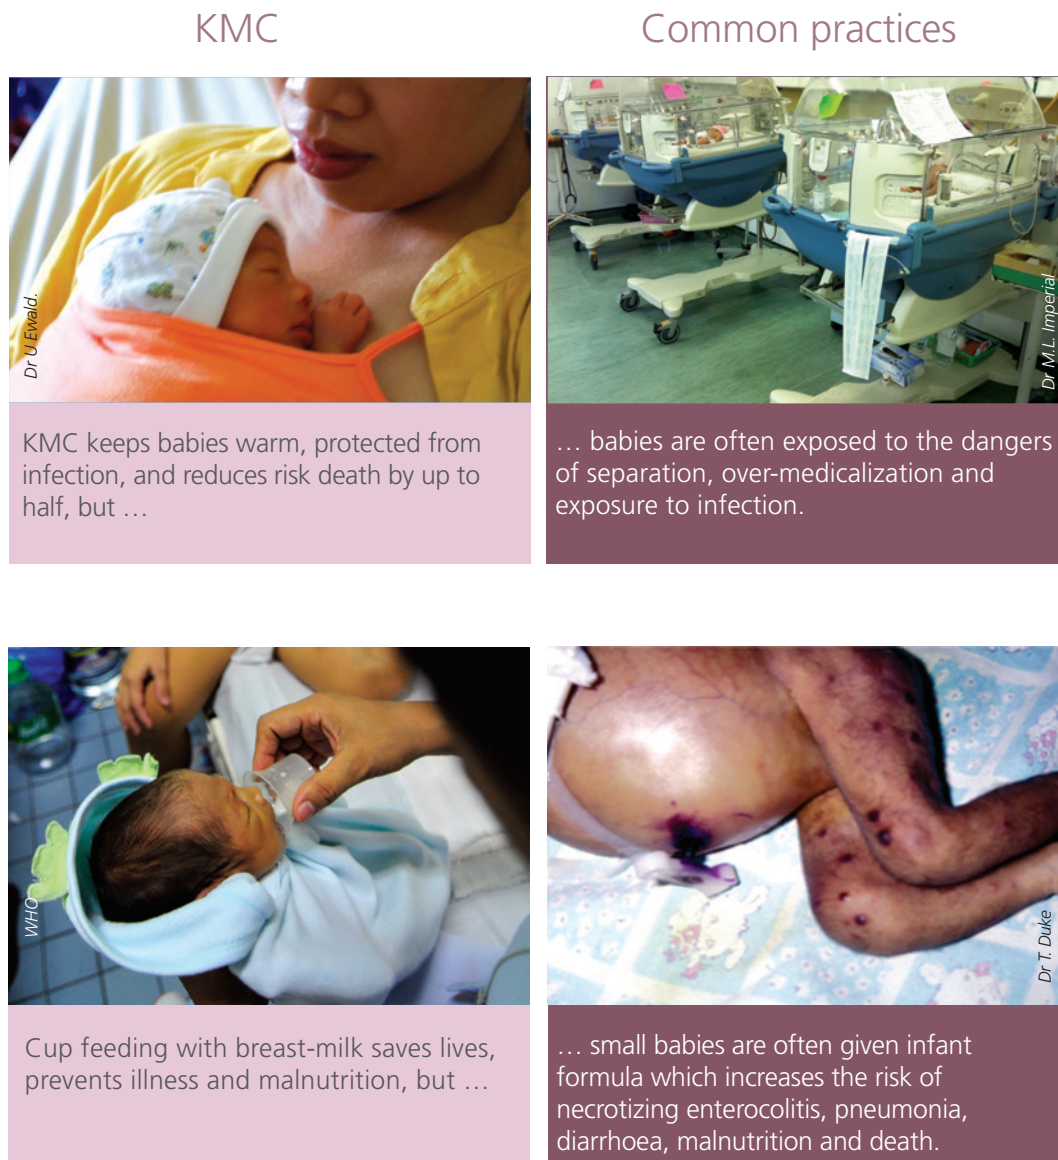 KMC
Common practices
Dr U Ewald.
Dr M.L. Imperial
KMC keeps babies warm, protected from
infection, and reduces risk death by up to
half, but …
… babies are often exposed to the dangers
of separation, over-medicalization and
exposure to infection.
WHO
Dr T. Duke
Cup feeding with breast-milk saves lives,
prevents illness and malnutrition, but …
… small babies are often given infant
formula which increases the risk of
necrotizing enterocolitis, pneumonia,
diarrhoea, malnutrition and death.